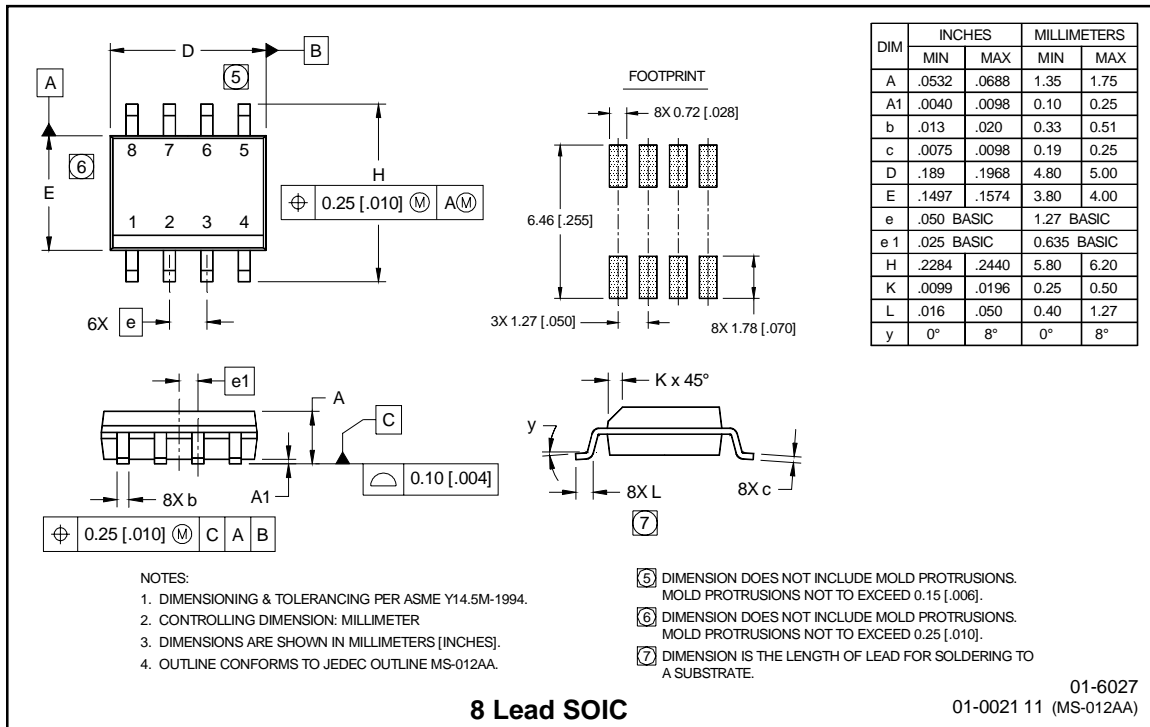 D
B
5
A
8 7 6 5
6
E
1 2 3 4
H
0.25 [.010] M A M
6X e
FOOTPRINT
8X 0.72 [.028]
6.46 [.255]
3X 1.27 [.050]
8X 1.78 [.070]
DIM INCHES MILLIMETERS
MIN MAX MIN MAX
A .0532 .0688 1.35 1.75
A1 .0040 .0098 0.10 0.25
b .013 .020 0.33 0.51
c .0075 .0098 0.19 0.25
D .189 .1968 4.80 5.00
E .1497 .1574 3.80 4.00
e .050 BASIC 1.27 BASIC
e 1 .025 BASIC 0.635 BASIC
H .2284 .2440 5.80 6.20
K .0099 .0196 0.25 0.50
L .016 .050 0.40 1.27
y 0° 8° 0° 8°
e1
A
C
0.10 [.004]
A1
8X b
0.25 [.010] M C A B
K x 45°
y
8X L
7
8X c
NOTES:
1. DIMENSIONING & TOLERANCING PER ASME Y14.5M-1994.
2. CONTROLLING DIMENSION: MILLIMETER
3. DIMENSIONS ARE SHOWN IN MILLIMETERS [INCHES].
4. OUTLINE CONFORMS TO JEDEC OUTLINE MS-012AA.
5 DIMENSION DOES NOT INCLUDE MOLD PROTRUSIONS.
MOLD PROTRUSIONS NOT TO EXCEED 0.15 [.006].
6 DIMENSION DOES NOT INCLUDE MOLD PROTRUSIONS.
MOLD PROTRUSIONS NOT TO EXCEED 0.25 [.010].
7 DIMENSION IS THE LENGTH OF LEAD FOR SOLDERING TO
A SUBSTRATE.
8 Lead SOIC
01-6027
01-0021 11 (MS-012AA)